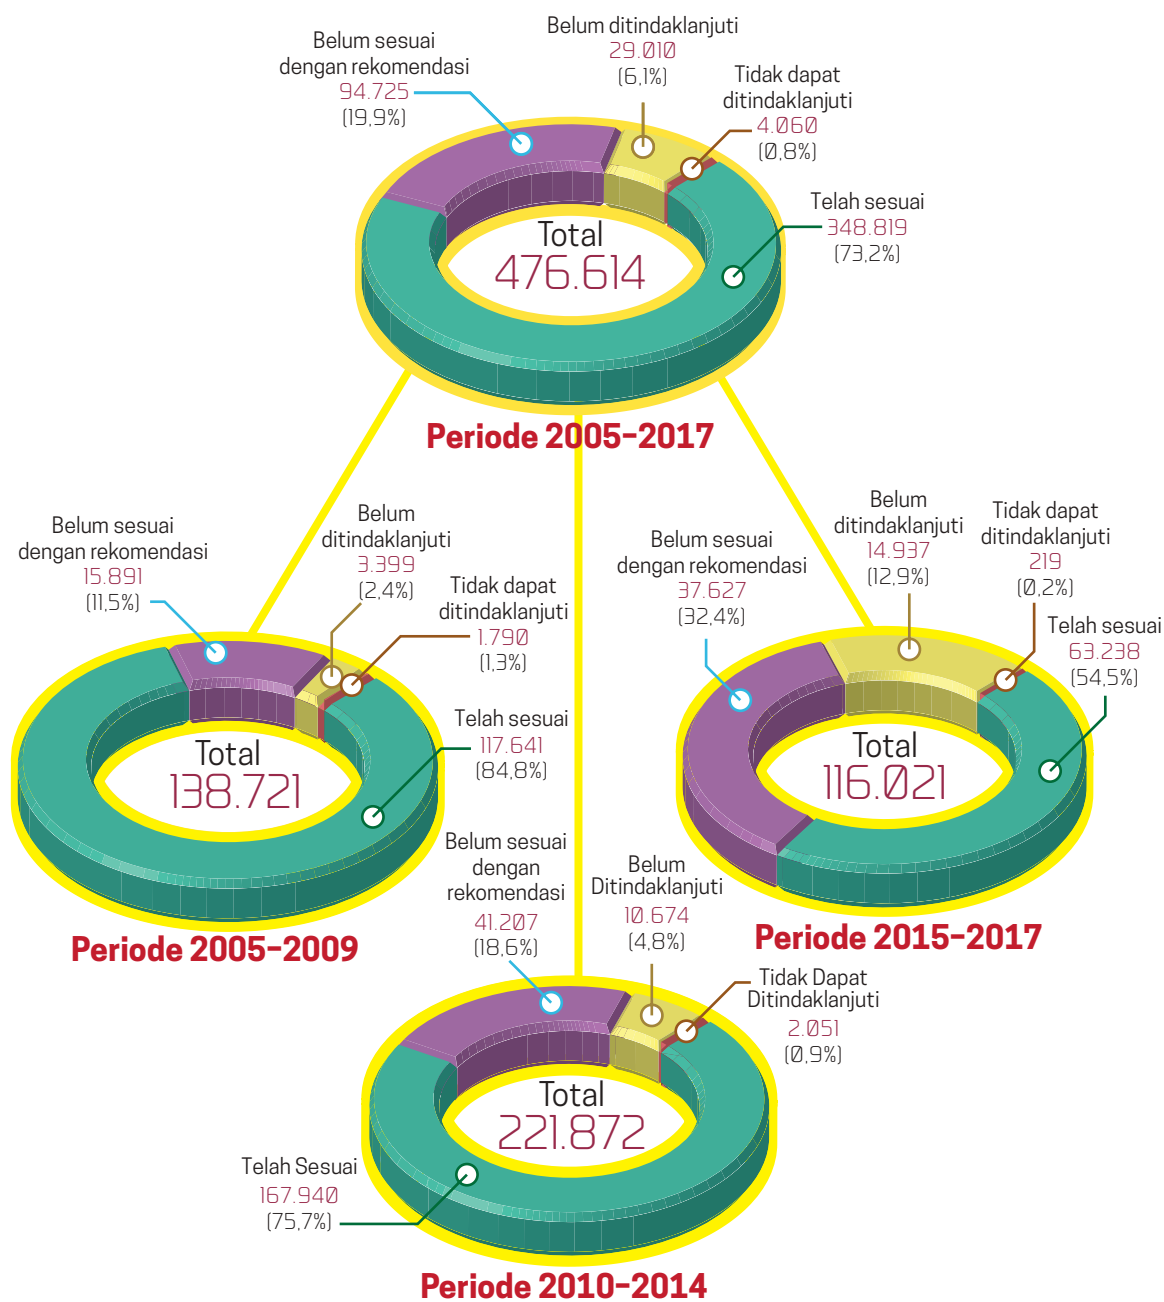 Belum sesuai
dengan rekomendasi
94.725
(19,9%)
Belum ditindaklanjuti
29.010
(6,1%)
Tidak dapat
ditindaklanjuti
4.060
(0,8%)
Telah sesuai
348.819
(73,2%)
Total
476.614
Periode 2005–2017
Belum sesuai
dengan rekomendasi
15.891
(11,5%)
Belum
ditindaklanjuti
3.399
(2,4%)
Tidak dapat
ditindaklanjuti
1.790
(1,3%)
Telah sesuai
117.641
(84,8%)
Total
138.721
Periode 2005–2009
Belum sesuai
dengan rekomendasi
37.627
(32,4%)
Belum
ditindaklanjuti
14.937
(12,9%)
Tidak dapat
ditindaklanjuti
219
(0,2%)
Telah sesuai
63.238
(54,5%)
Total
116.021
Periode 2015–2017
Belum sesuai
dengan
rekomendasi
41.207
(18,6%)
Belum
Ditindaklanjuti
10.674
(4,8%)
Tidak Dapat
Ditindaklanjuti
2.051
(0,9%)
Total
221.872
Telah Sesuai
167.940
(75,7%)
Periode 2010–2014